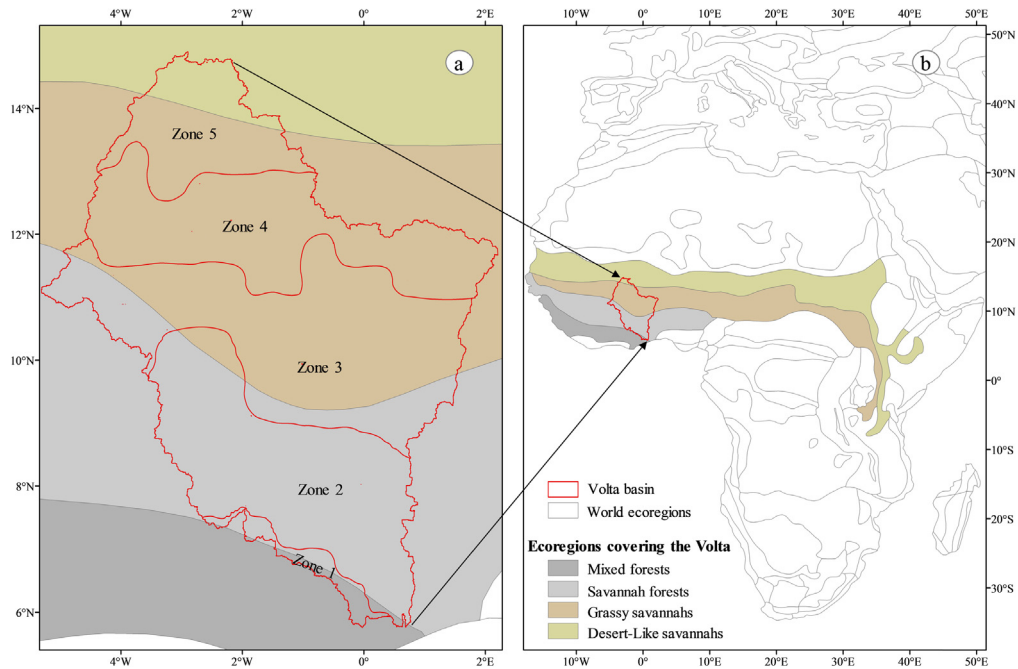 4°W 2°W 0° 2°E
10°W 0° 10°E 20°E 30°E 40°E 50°E
a
b
50°N
40°N
30°N
20°N
10°N
0°
10°S
20°S
30°S
14°N
12°N
10°N
8°N
6°N
Zone 5
Zone 4
Zone 3
Zone 2
Zone 1
Volta basin
World ecoregions
Ecoregions covering the Volta
Mixed forests
Savannah forests
Grassy savannahs
Desert-Like savannahs
4°W 2°W 0° 2°E
10°W 0° 10°E 20°E 30°E 40°E 50°E